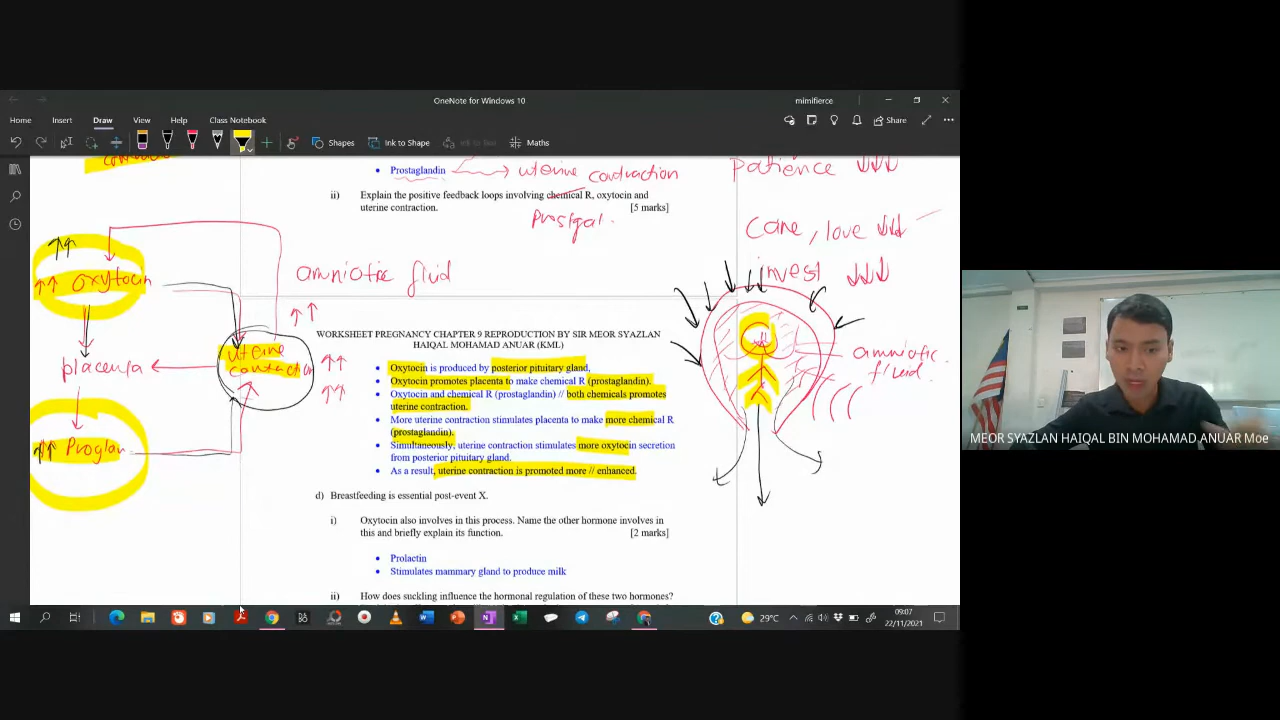 OneNote for Windows 10
mimifierce
Home Insert Draw View Help Class Notebook
Share
Shapes
Ink to Shape
Maths
• Prostaglandin
uterine contraction
Patience ↓↓↓
ii) Explain the positive feedback loops involving chemical R, oxytocin and
uterine contraction. [5 marks]
care, love ↓↓↓
invest ↓↓↓
amniotic fluid
↑↑
↑↑ oxytocin
↑↑
WORKSHEET PREGNANCY CHAPTER 9 REPRODUCTION BY SIR MEOR SYAZLAN
HAIQAL MOHAMAD ANUAR (KML)
uterine
contraction
↑↑
↑↑
placenta
amniotic
fluid.
• Oxytocin is produced by posterior pituitary gland,
• Oxytocin promotes placenta to make chemical R (prostaglandin).
• Oxytocin and chemical R (prostaglandin) // both chemicals promotes
uterine contraction.
• More uterine contraction stimulates placenta to make more chemical R
(prostaglandin).
• Simultaneously, uterine contraction stimulates more oxytocin secretion
from posterior pituitary gland.
• As a result, uterine contraction is promoted more // enhanced.
↑↑ Proglan
d) Breastfeeding is essential post-event X.
i) Oxytocin also involves in this process. Name the other hormone involves in
this and briefly explain its function. [2 marks]
• Prolactin
• Stimulates mammary gland to produce milk
ii) How does suckling influence the hormonal regulation of these two hormones?
MEOR SYAZLAN HAIQAL BIN MOHAMAD ANUAR Moe
29°C
09:07
22/11/2021